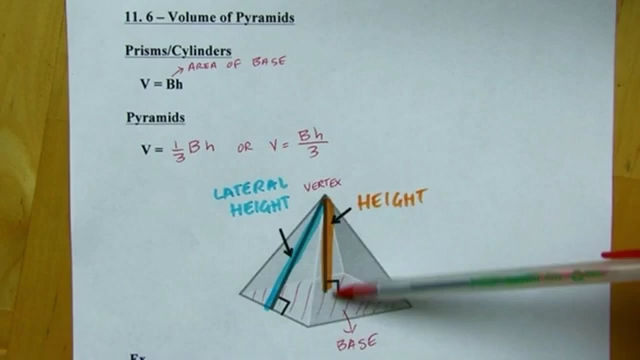 11. 6 – Volume of Pyramids
Prisms/Cylinders
AREA OF BASE
V = Bh
Pyramids
V = 1/3 Bh OR V = Bh/3
LATERAL HEIGHT
VERTEX
HEIGHT
BASE
Ex